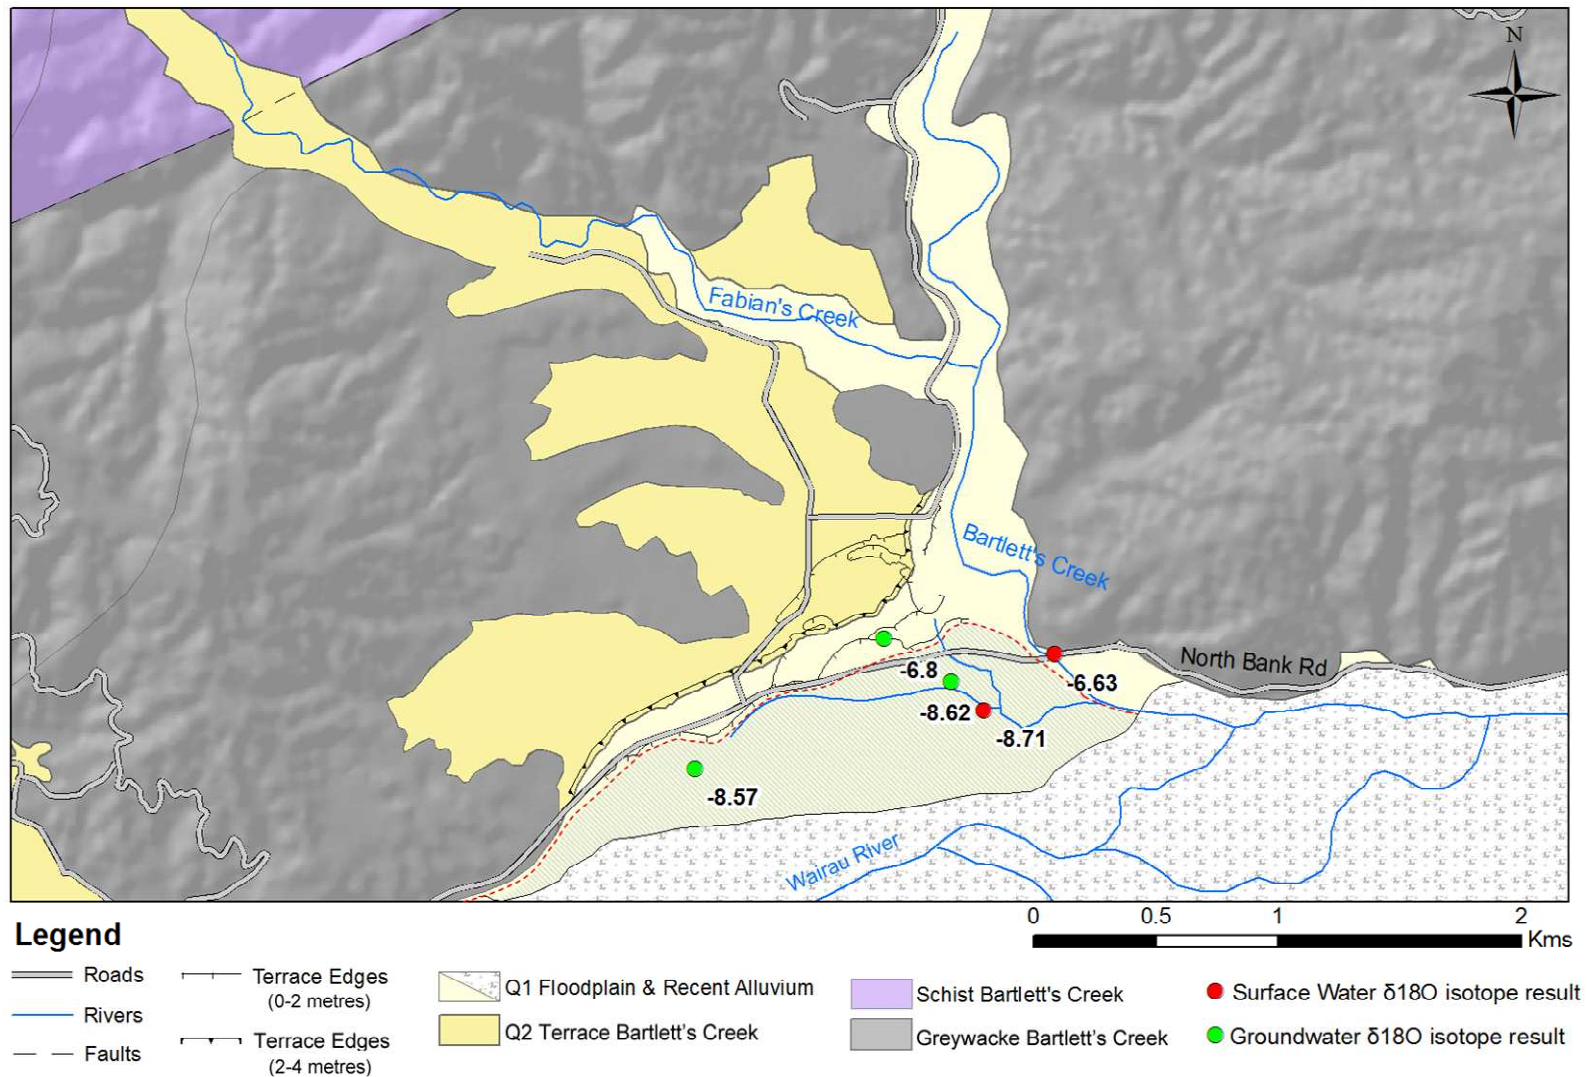 N
Fabian's Creek
Bartlett's Creek
North Bank Rd
-6.8
-6.63
-8.62
-8.71
-8.57
Wairau River
0 0.5 1 2
Kms
Legend
Roads
Rivers
Faults
Terrace Edges
(0-2 metres)
Terrace Edges
(2-4 metres)
Q1 Floodplain & Recent Alluvium
Q2 Terrace Bartlett's Creek
Schist Bartlett's Creek
Greywacke Bartlett's Creek
Surface Water δ18O isotope result
Groundwater δ18O isotope result